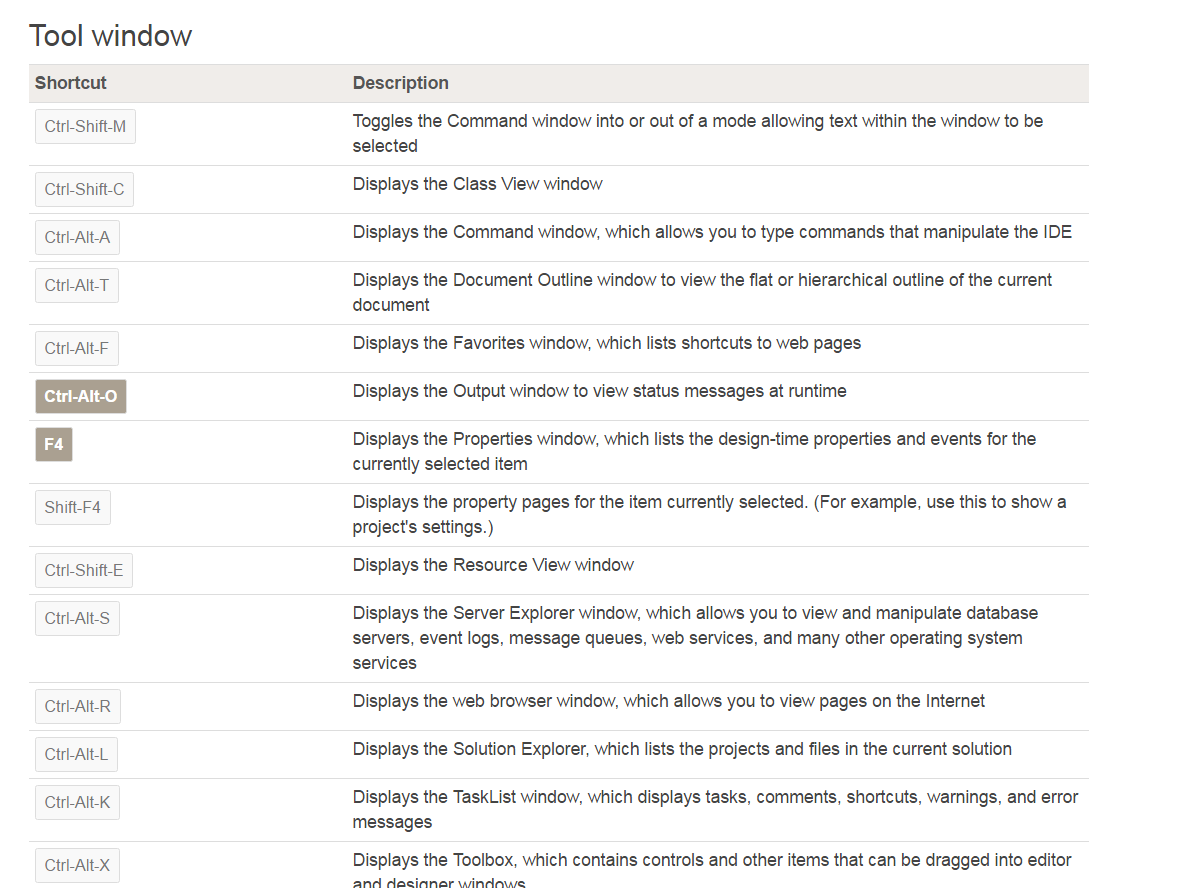 Tool window
Shortcut Description
Ctrl-Shift-M Toggles the Command window into or out of a mode allowing text within the window to be
selected
Ctrl-Shift-C Displays the Class View window
Ctrl-Alt-A Displays the Command window, which allows you to type commands that manipulate the IDE
Ctrl-Alt-T Displays the Document Outline window to view the flat or hierarchical outline of the current
document
Ctrl-Alt-F Displays the Favorites window, which lists shortcuts to web pages
Ctrl-Alt-O Displays the Output window to view status messages at runtime
F4 Displays the Properties window, which lists the design-time properties and events for the
currently selected item
Shift-F4 Displays the property pages for the item currently selected. (For example, use this to show a
project's settings.)
Ctrl-Shift-E Displays the Resource View window
Ctrl-Alt-S Displays the Server Explorer window, which allows you to view and manipulate database
servers, event logs, message queues, web services, and many other operating system
services
Ctrl-Alt-R Displays the web browser window, which allows you to view pages on the Internet
Ctrl-Alt-L Displays the Solution Explorer, which lists the projects and files in the current solution
Ctrl-Alt-K Displays the TaskList window, which displays tasks, comments, shortcuts, warnings, and error
messages
Ctrl-Alt-X Displays the Toolbox, which contains controls and other items that can be dragged into editor
and designer windows